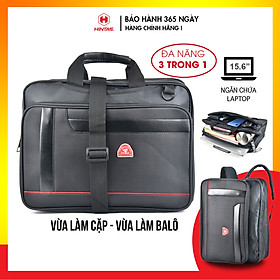 HANTIME
BẢO HÀNH 365 NGÀY
HÀNG CHÍNH HÃNG !
ĐA NĂNG
3 TRONG 1
15.6"
NGĂN CHỨA
LAPTOP
VỪA LÀM CẶP - VỪA LÀM BALÔ